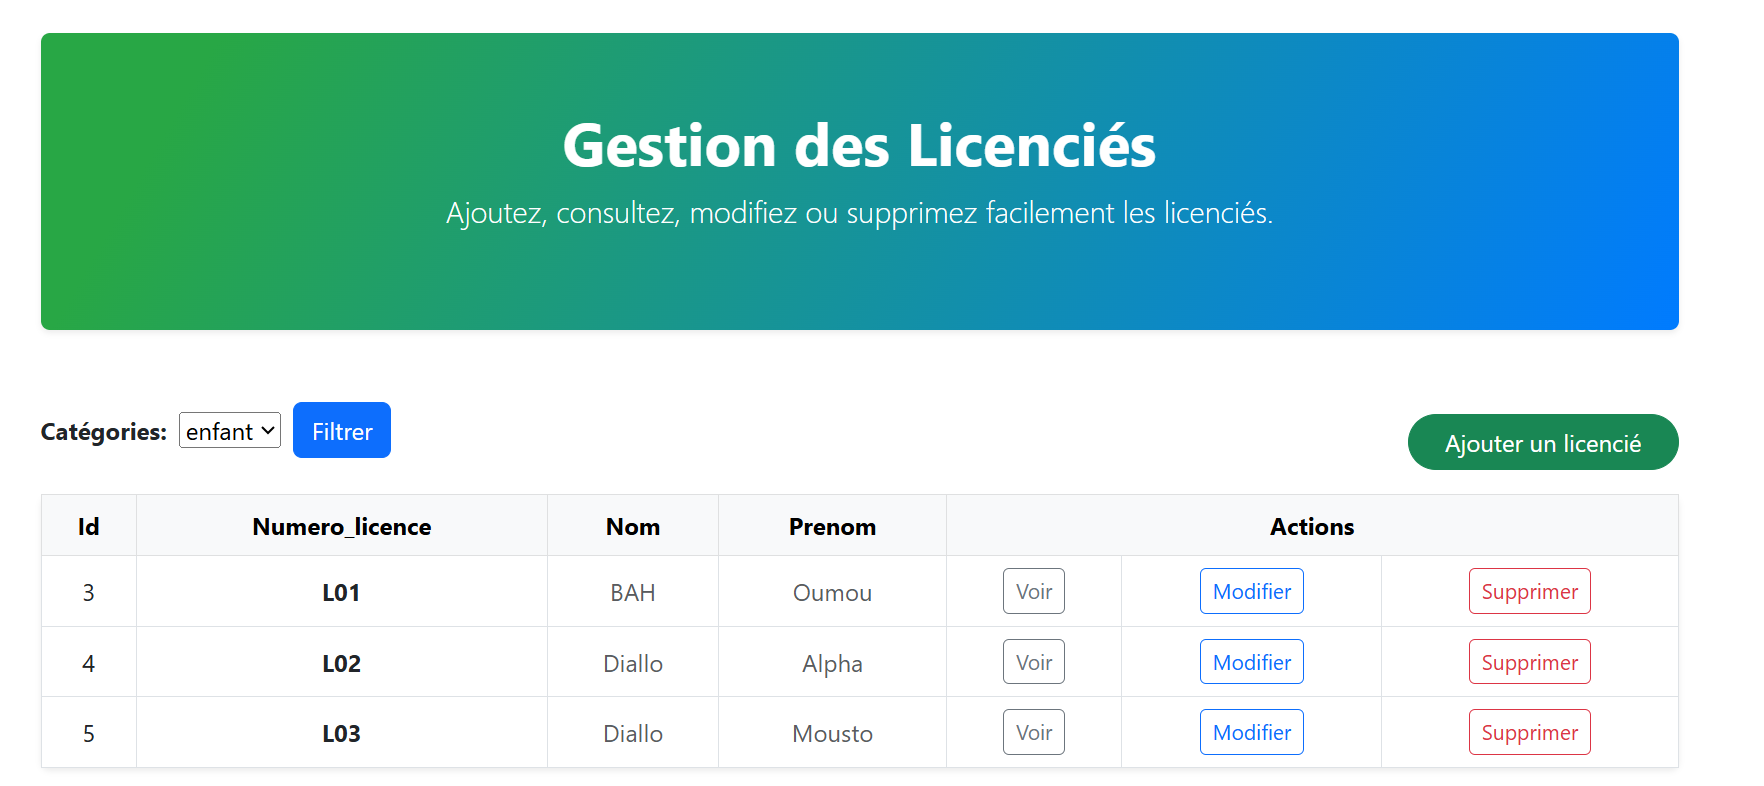 Gestion des Licenciés
Ajoutez, consultez, modifiez ou supprimez facilement les licenciés.
Catégories: enfant Filtrer
Ajouter un licencié
Id Numero_licence Nom Prenom Actions
3 L01 BAH Oumou Voir Modifier Supprimer
4 L02 Diallo Alpha Voir Modifier Supprimer
5 L03 Diallo Mousto Voir Modifier Supprimer